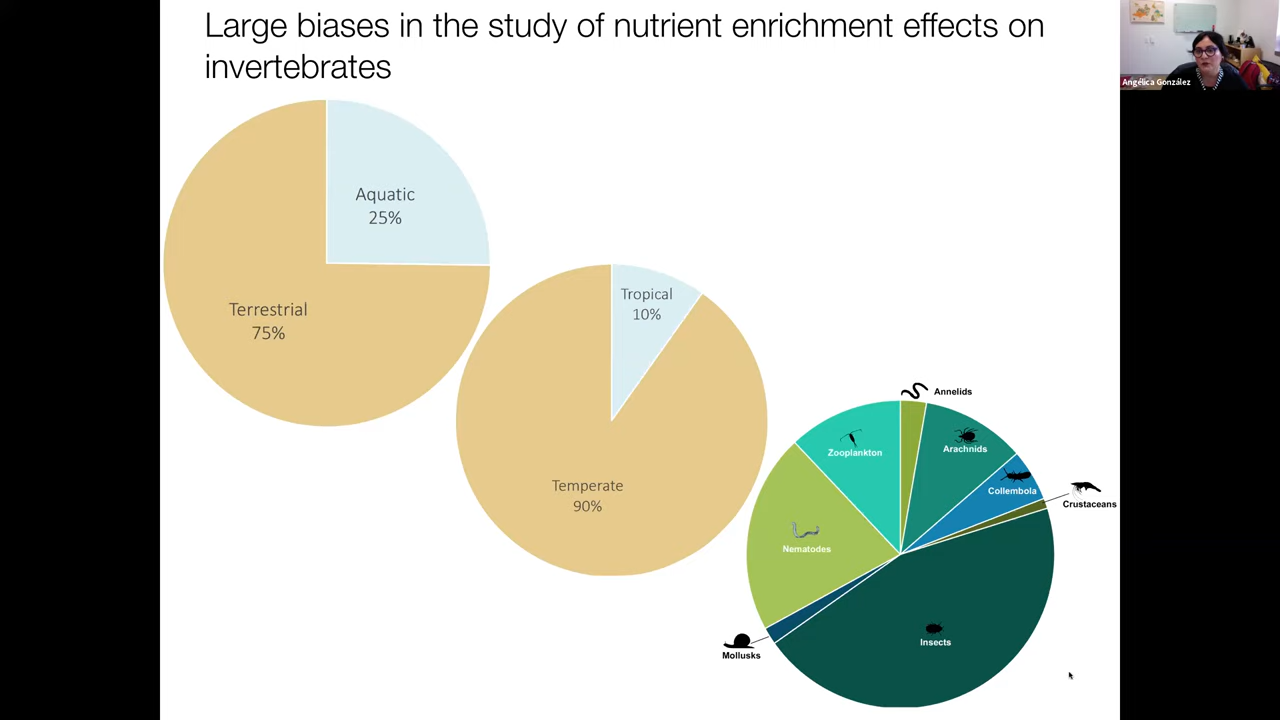 Large biases in the study of nutrient enrichment effects on
invertebrates
Angélica González
Aquatic
25%
Terrestrial
75%
Tropical
10%
Temperate
90%
Annelids
Arachnids
Zooplankton
Collembola
Crustaceans
Nematodes
Insects
Mollusks